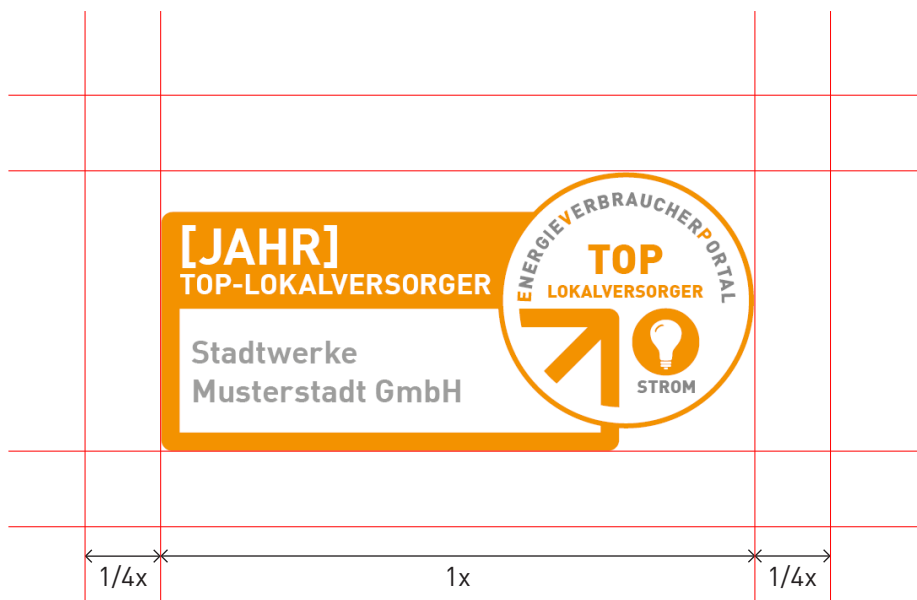 [JAHR]
TOP-LOKALVERSORGER
Stadtwerke
Musterstadt GmbH
ENERGIEVERBRAUCHERPORTAL
TOP
LOKALVERSORGER
STROM
1/4x
1x
1/4x